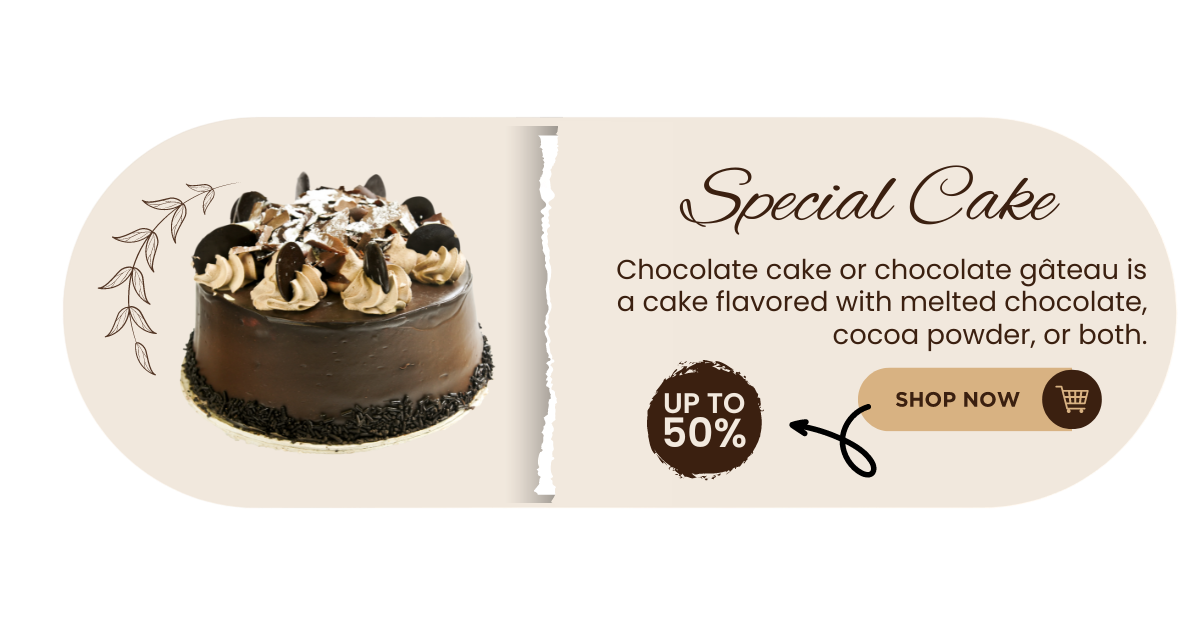 Special Cake
Chocolate cake or chocolate gâteau is
a cake flavored with melted chocolate,
cocoa powder, or both.
UP TO
50%
SHOP NOW